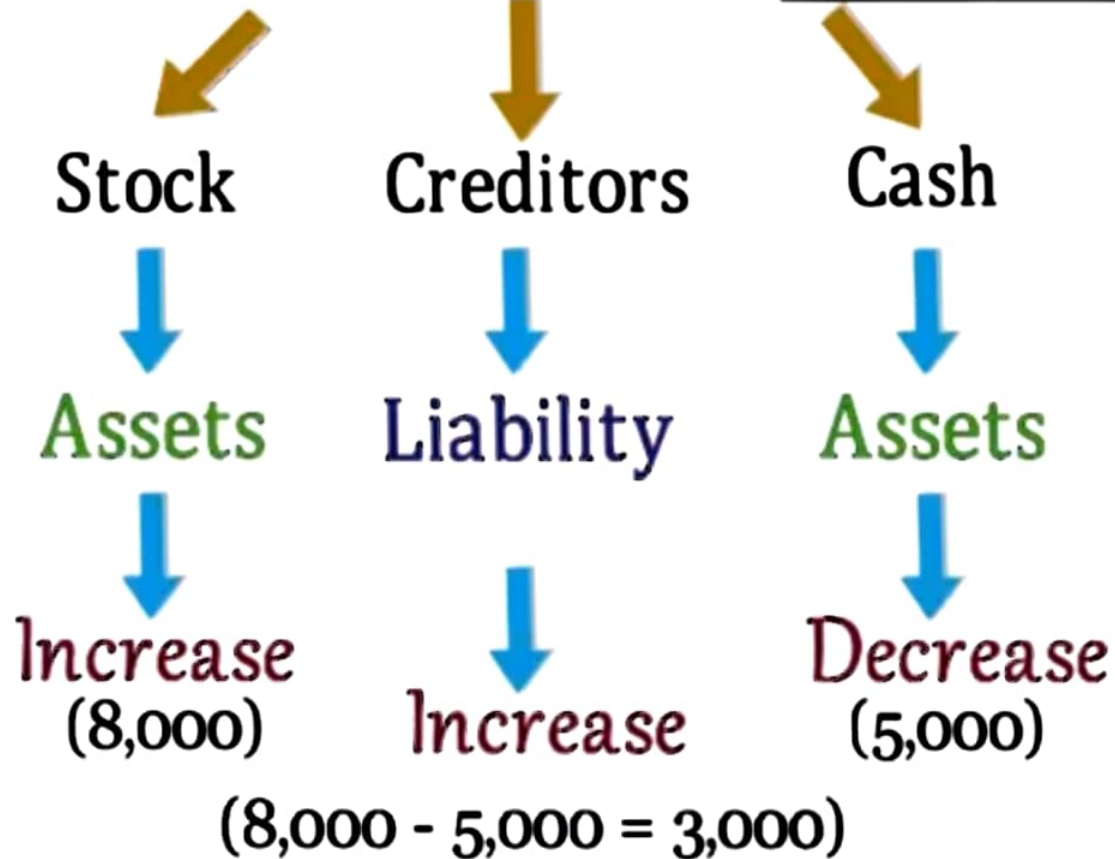 Stock Creditors Cash
Assets Liability Assets
Increase Increase Decrease
(8,000) (5,000)
(8,000 - 5,000 = 3,000)